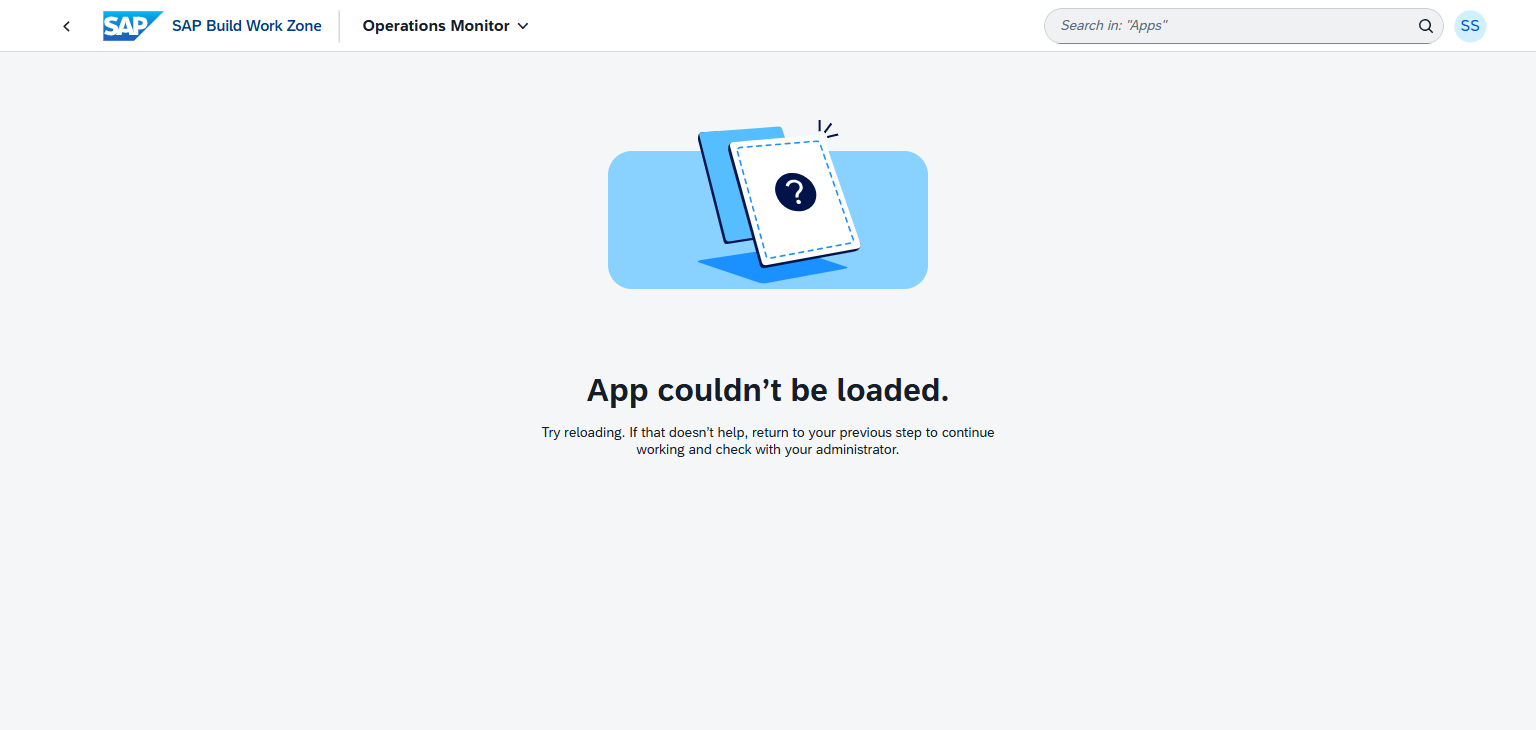 SAP SAP Build Work Zone Operations Monitor Search in: "Apps" SS
?
App couldn’t be loaded.
Try reloading. If that doesn’t help, return to your previous step to continue
working and check with your administrator.